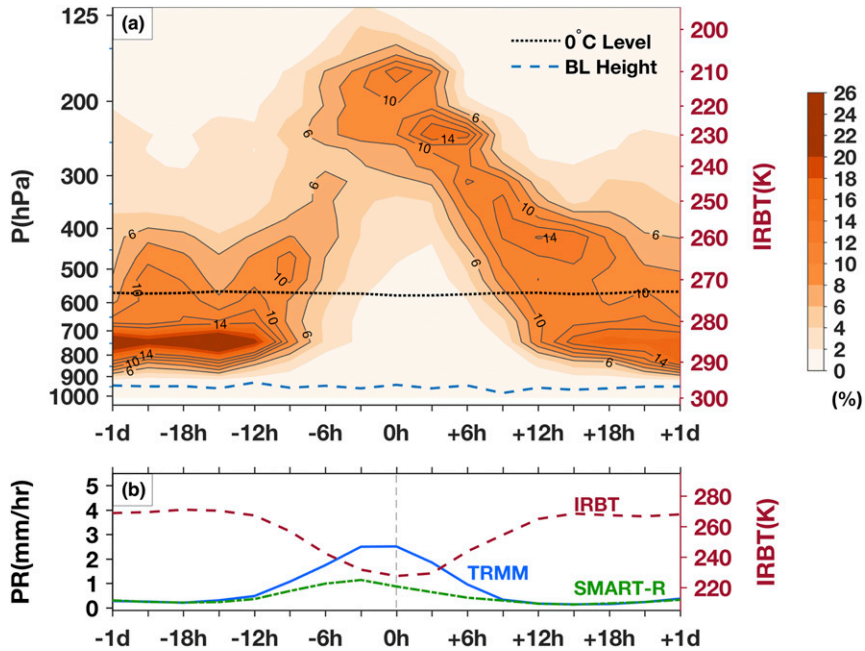 (a)
0°C Level
BL Height
P(hPa)
125
200
300
400
500
600
700
800
900
1000
IRBT(K)
200
210
220
230
240
250
260
270
280
290
300
10
6
14
6
6
10
6
14
6
10
10
10
14
6
6
10
10
14
10
14
6
6
14
-1d
-18h
-12h
-6h
0h
+6h
+12h
+18h
+1d
26
24
22
20
18
16
14
12
10
8
6
4
2
0
(%)
(b)
PR(mm/hr)
5
4
3
2
1
0
IRBT
TRMM
SMART-R
IRBT(K)
280
260
240
220
-1d
-18h
-12h
-6h
0h
+6h
+12h
+18h
+1d